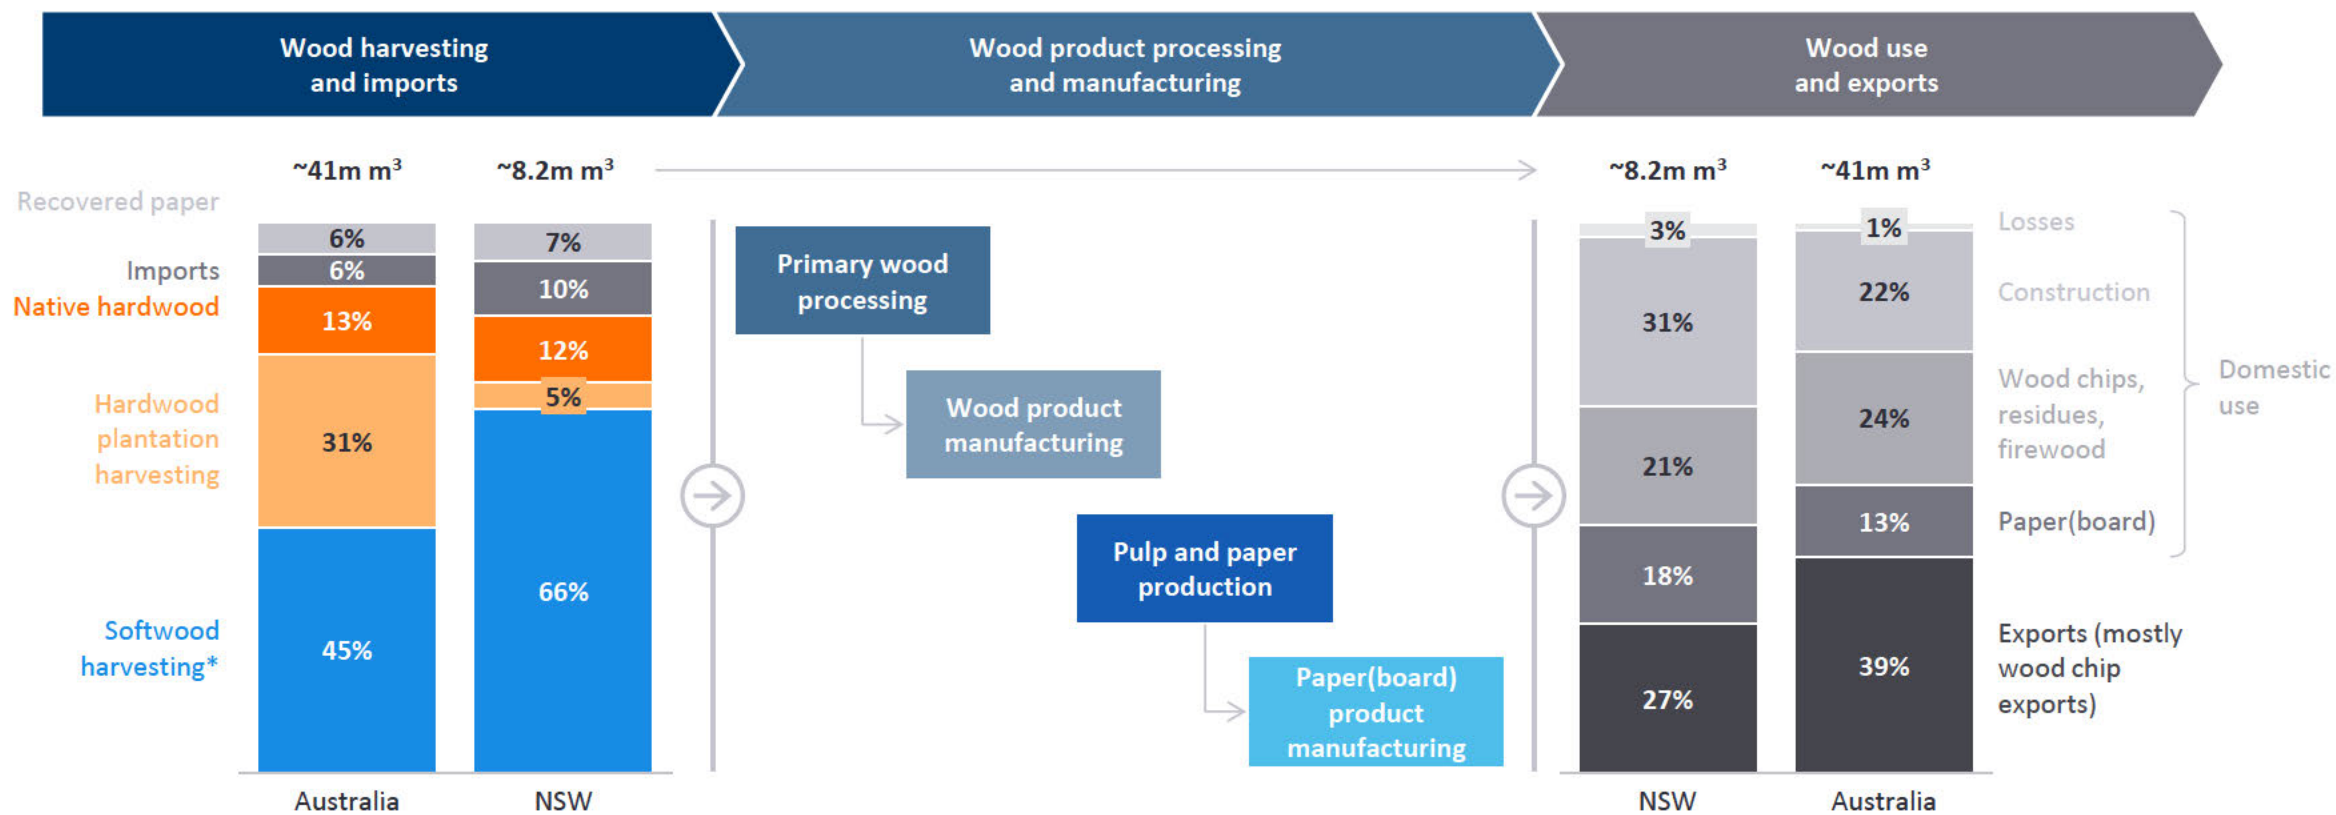 Wood harvesting
and imports
Wood product processing
and manufacturing
Wood use
and exports
~41m m³
~8.2m m³
Recovered paper
Imports
Native hardwood
Hardwood
plantation
harvesting
Softwood
harvesting*
6%
6%
13%
31%
45%
Australia
7%
10%
12%
5%
66%
NSW
Primary wood
processing
Wood product
manufacturing
Pulp and paper
production
Paper(board)
product
manufacturing
~8.2m m³
~41m m³
3%
31%
21%
18%
27%
NSW
1%
22%
24%
13%
39%
Australia
Losses
Construction
Wood chips,
residues,
firewood
Paper(board)
Exports (mostly
wood chip
exports)
Domestic
use